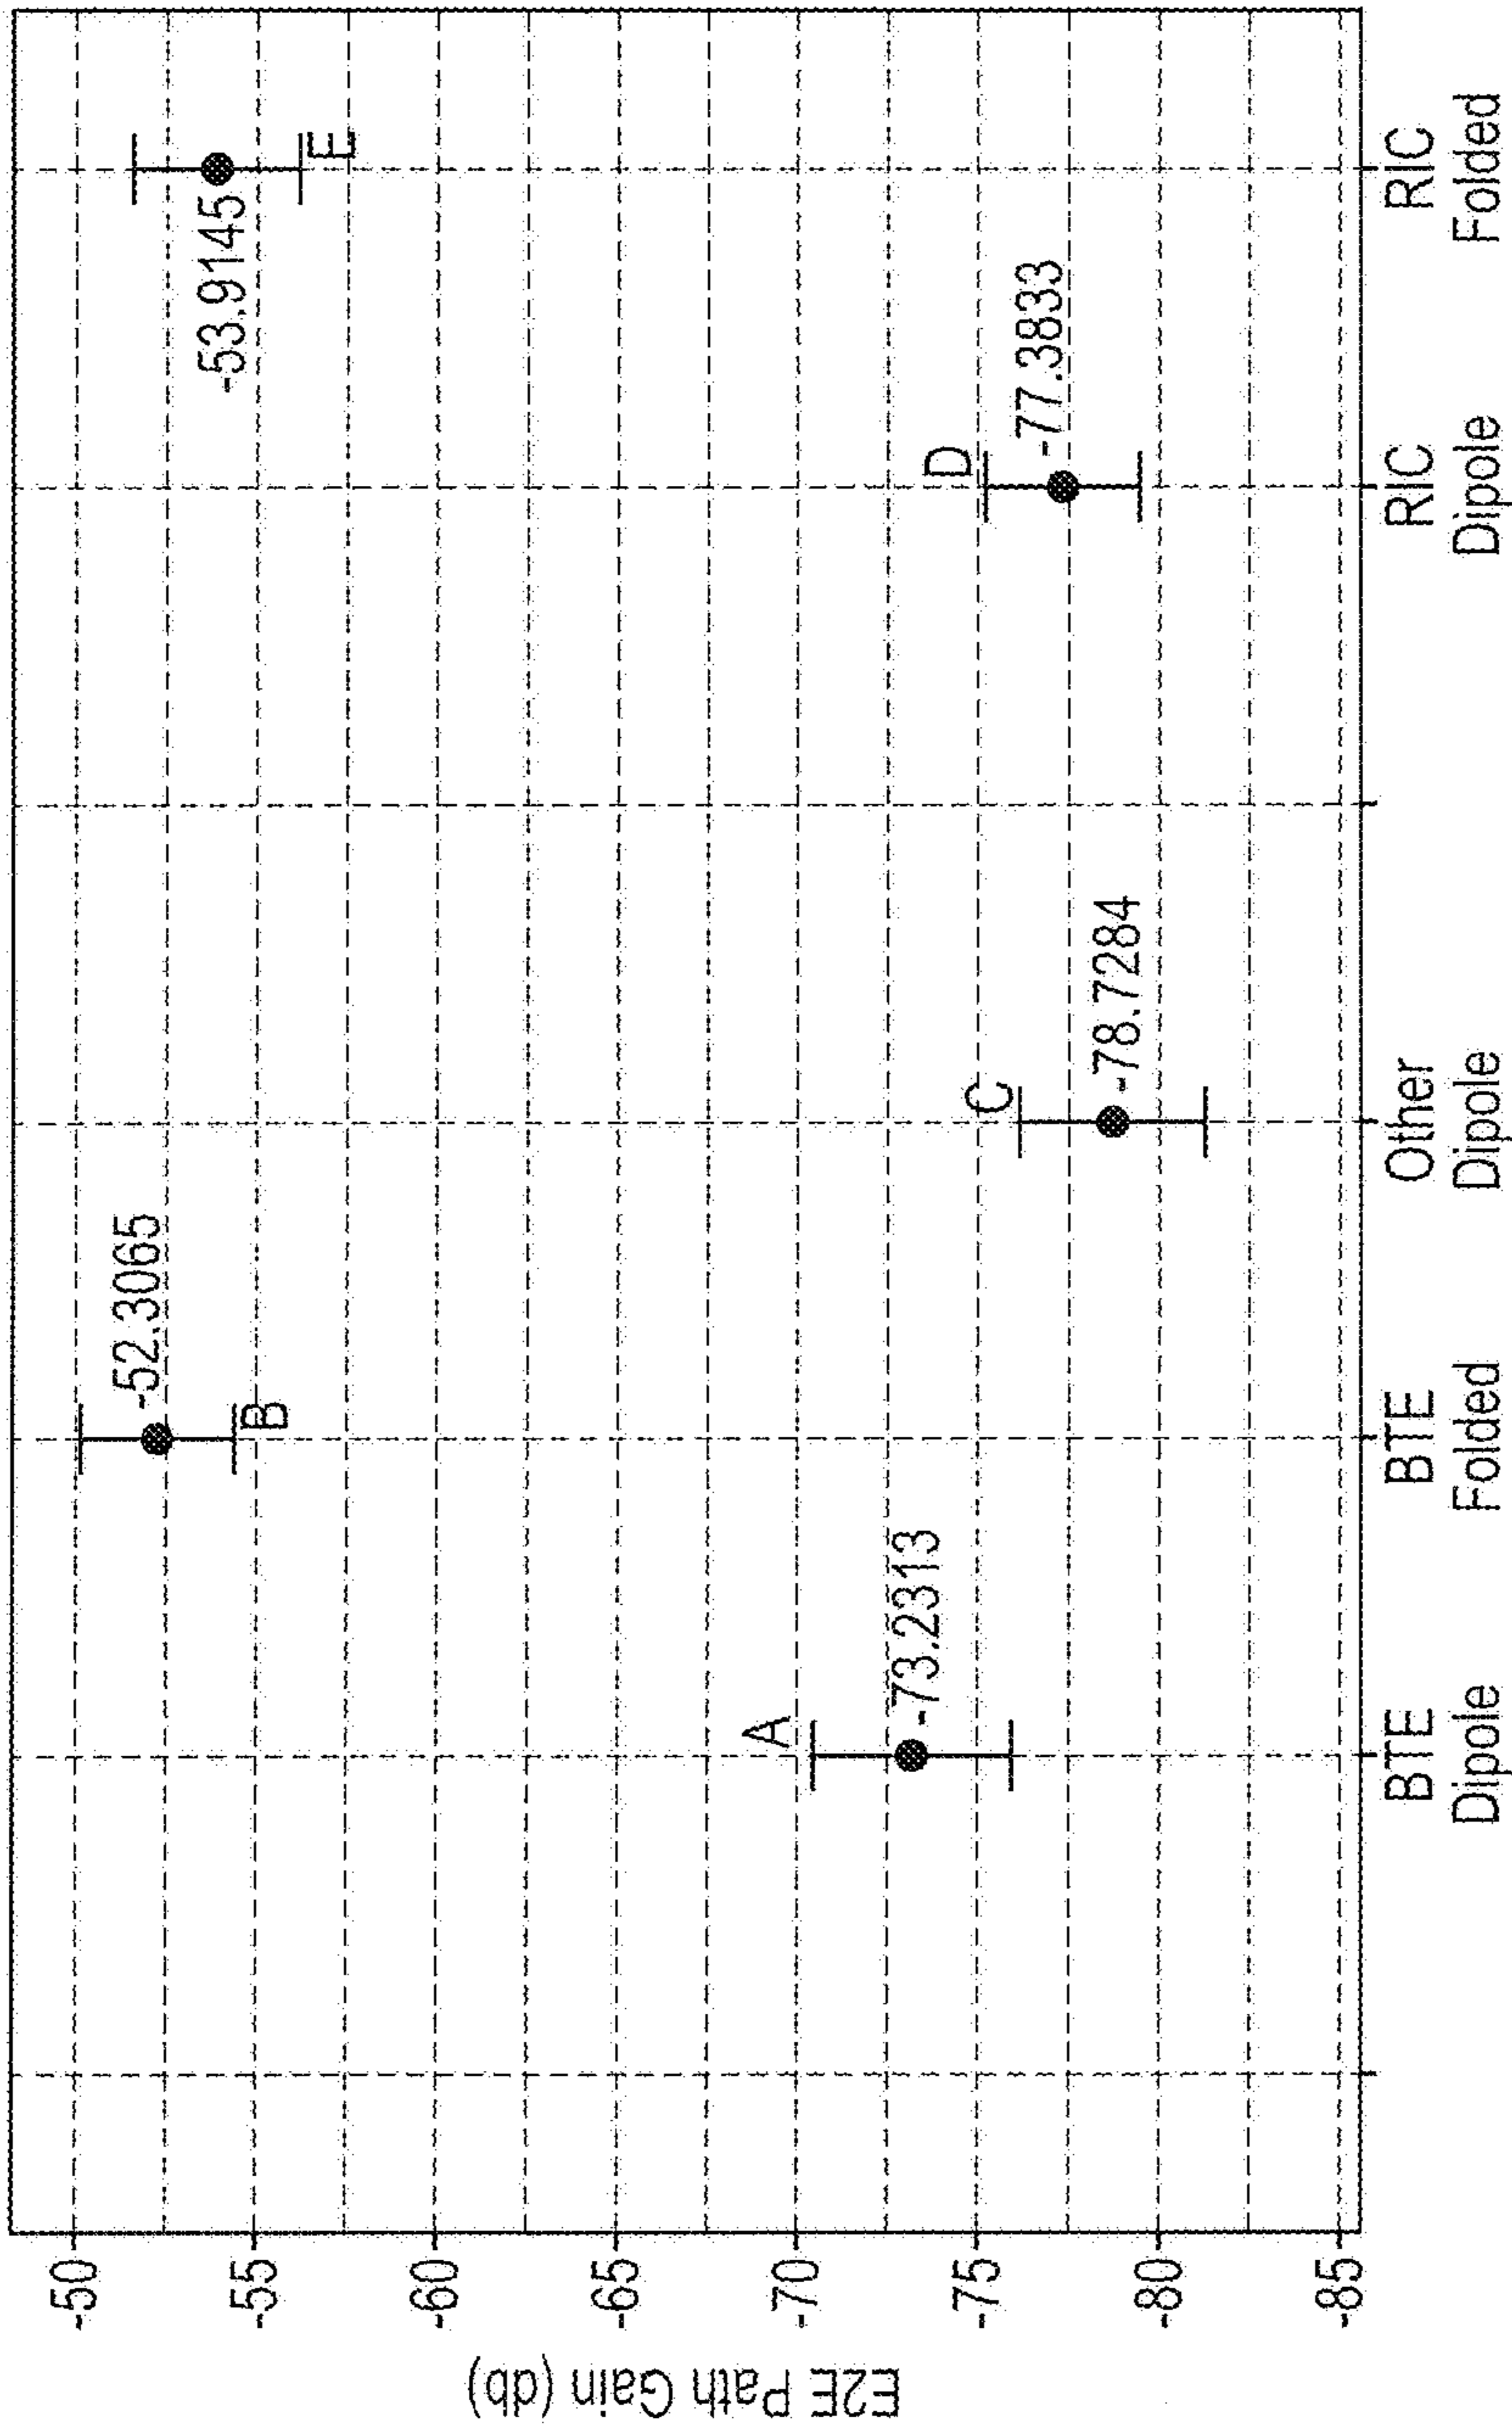 E2E Path Gain (db)
-50
-55
-60
-65
-70
-75
-80
-85
A
-73.2313
-52.3065
B
C
-78.7284
D
-77.3833
-53.9145
E
BTE
Dipole
BTE
Folded
Other
Dipole
RIC
Dipole
RIC
Folded